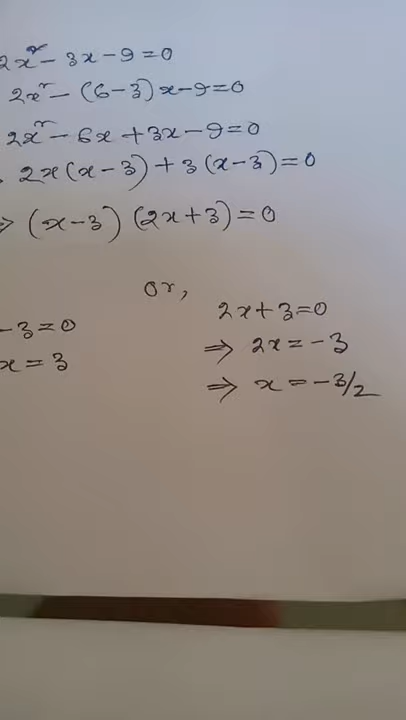 2x² - 3x - 9 = 0
2x² - (6-3)x - 9 = 0
2x² - 6x + 3x - 9 = 0
2x(x-3) + 3(x-3) = 0
⇒ (x-3) (2x+3) = 0
or,
2x+3=0
-3=0
⇒ 2x = -3
x = 3
⇒ x = -3/2